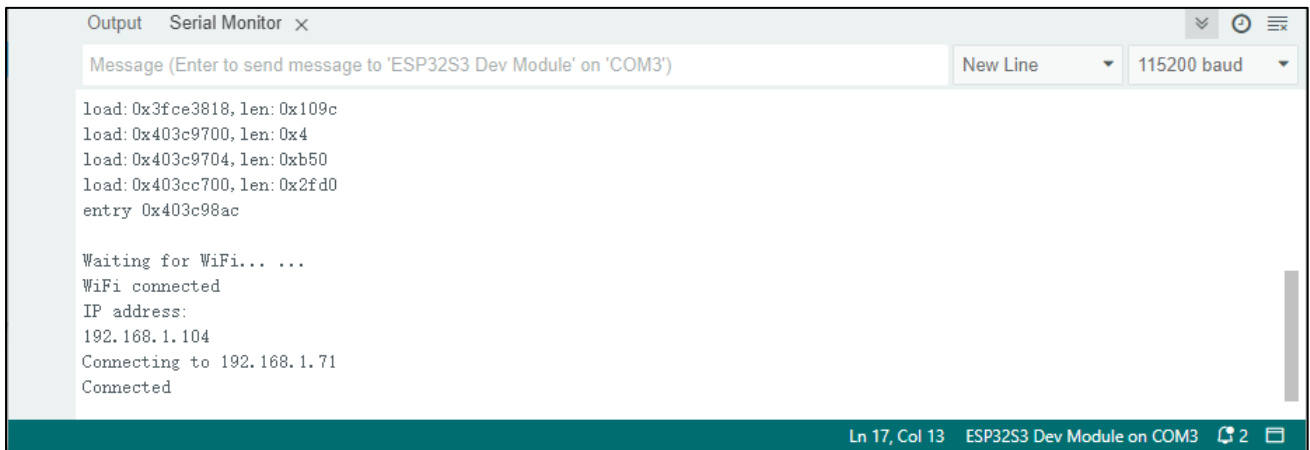 Output Serial Monitor ×
Message (Enter to send message to 'ESP32S3 Dev Module' on 'COM3') New Line 115200 baud
load:0x3fce3818,len:0x109c
load:0x403c9700,len:0x4
load:0x403c9704,len:0xb50
load:0x403cc700,len:0x2fd0
entry 0x403c98ac
Waiting for WiFi... ...
WiFi connected
IP address:
192.168.1.104
Connecting to 192.168.1.71
Connected
Ln 17, Col 13 ESP32S3 Dev Module on COM3 2